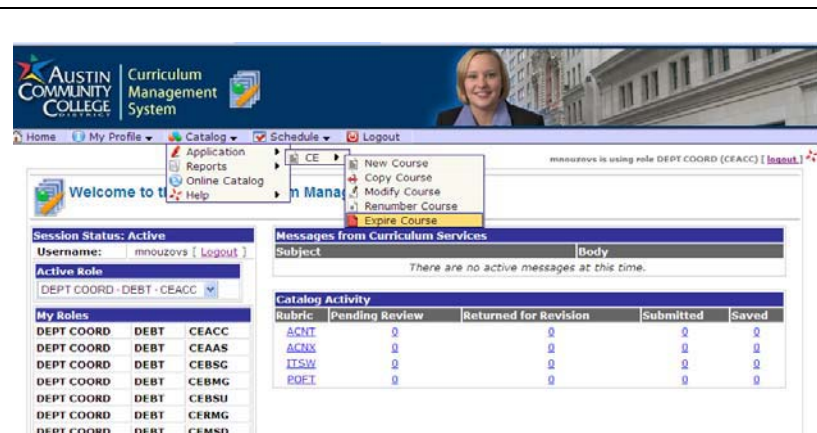 AUSTIN COMMUNITY COLLEGE DISTRICT
Curriculum Management System
Home My Profile Catalog Schedule Logout
Application
Reports
Online Catalog
Help
CE
New Course
Copy Course
Modify Course
Renumber Course
Expire Course
mnouzovs is using role DEPT COORD (CEACC) [ logout ]
Welcome to t m Mana
Session Status: Active
Username: mnouzovs [ Logout ]
Active Role
DEPT COORD - DEBT - CEACC
My Roles
DEPT COORD DEBT CEACC
DEPT COORD DEBT CEAAS
DEPT COORD DEBT CEBSG
DEPT COORD DEBT CEBMG
DEPT COORD DEBT CEBSU
DEPT COORD DEBT CERMG
DEPT COORD DEBT CEMSD
Messages from Curriculum Services
Subject Body
There are no active messages at this time.
Catalog Activity
Rubric Pending Review Returned for Revision Submitted Saved
ACNT 0 0 0 0
ACNX 0 0 0 0
ITSW 0 0 0 0
POFT 0 0 0 0